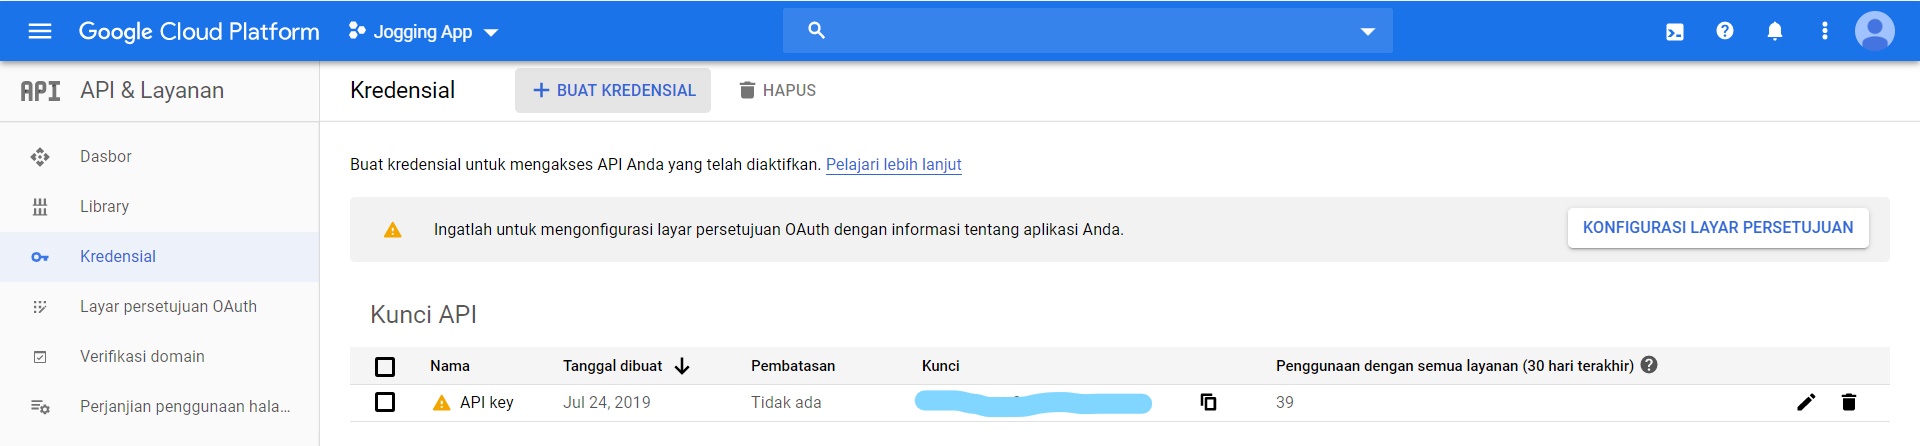 Google Cloud Platform
Jogging App
API
API & Layanan
Kredensial
BUAT KREDENSIAL
HAPUS
Dasbor
Library
Kredensial
Layar persetujuan OAuth
Verifikasi domain
Perjanjian penggunaan hala...
Buat kredensial untuk mengakses API Anda yang telah diaktifkan. Pelajari lebih lanjut
Ingatlah untuk mengonfigurasi layar persetujuan OAuth dengan informasi tentang aplikasi Anda.
KONFIGURASI LAYAR PERSETUJUAN
Kunci API
Nama Tanggal dibuat Pembatasan Kunci Penggunaan dengan semua layanan (30 hari terakhir)
API key Jul 24, 2019 Tidak ada 39